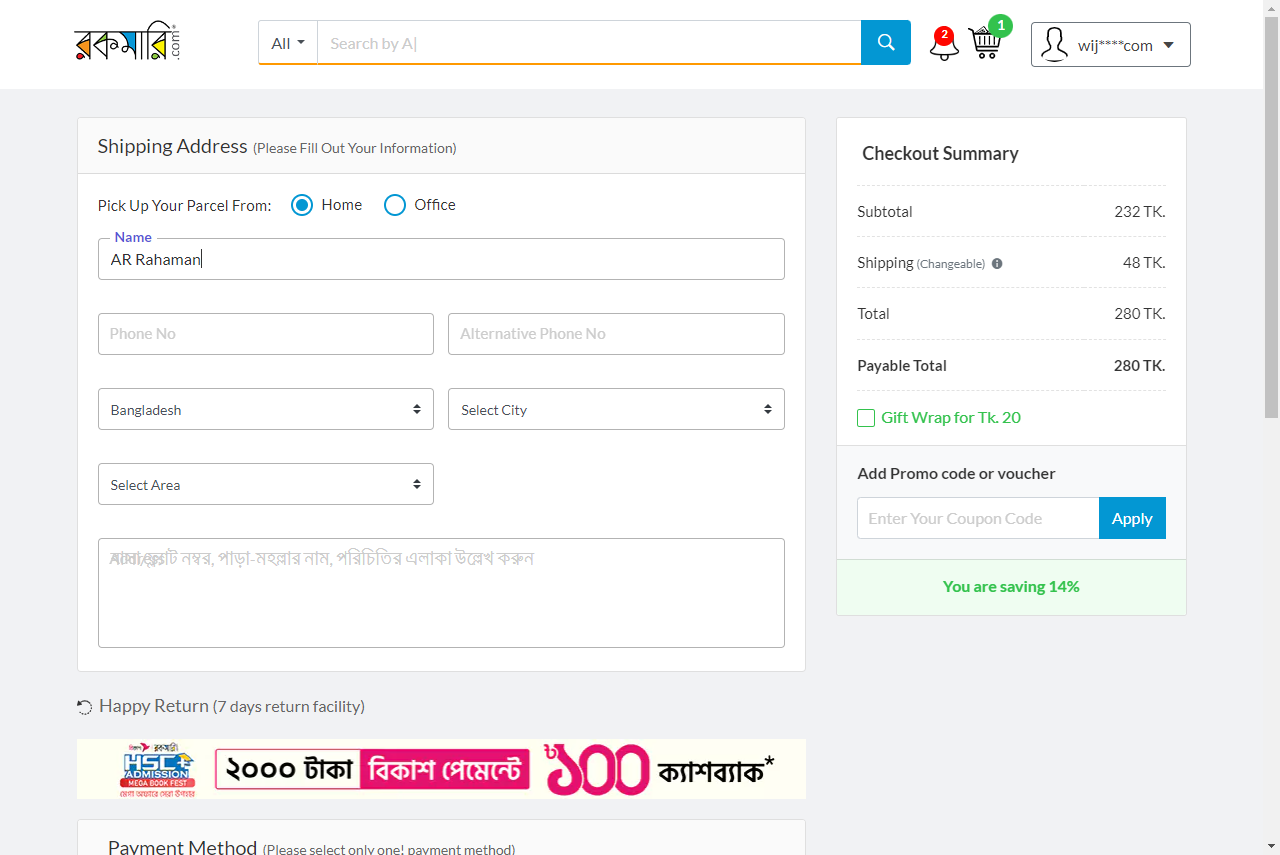 রকমারি.com
All
Search by A|
2
1
wij****com
Shipping Address (Please Fill Out Your Information)
Pick Up Your Parcel From: Home Office
Name
AR Rahaman
Phone No
Alternative Phone No
Bangladesh
Select City
Select Area
Address
বাসা/ফ্ল্যাট নম্বর, পাড়া-মহল্লার নাম, পরিচিতির এলাকা উল্লেখ করুন
Happy Return (7 days return facility)
বিকাশ রকমারি
HSC+
ADMISSION
MEGA BOOK FEST
মেগা অফারে সেরা উপহার
২০০০ টাকা বিকাশ পেমেন্টে ৳১০০ ক্যাশব্যাক*
Payment Method (Please select only one! payment method)
Checkout Summary
Subtotal 232 TK.
Shipping (Changeable) 48 TK.
Total 280 TK.
Payable Total 280 TK.
Gift Wrap for Tk. 20
Add Promo code or voucher
Enter Your Coupon Code
Apply
You are saving 14%